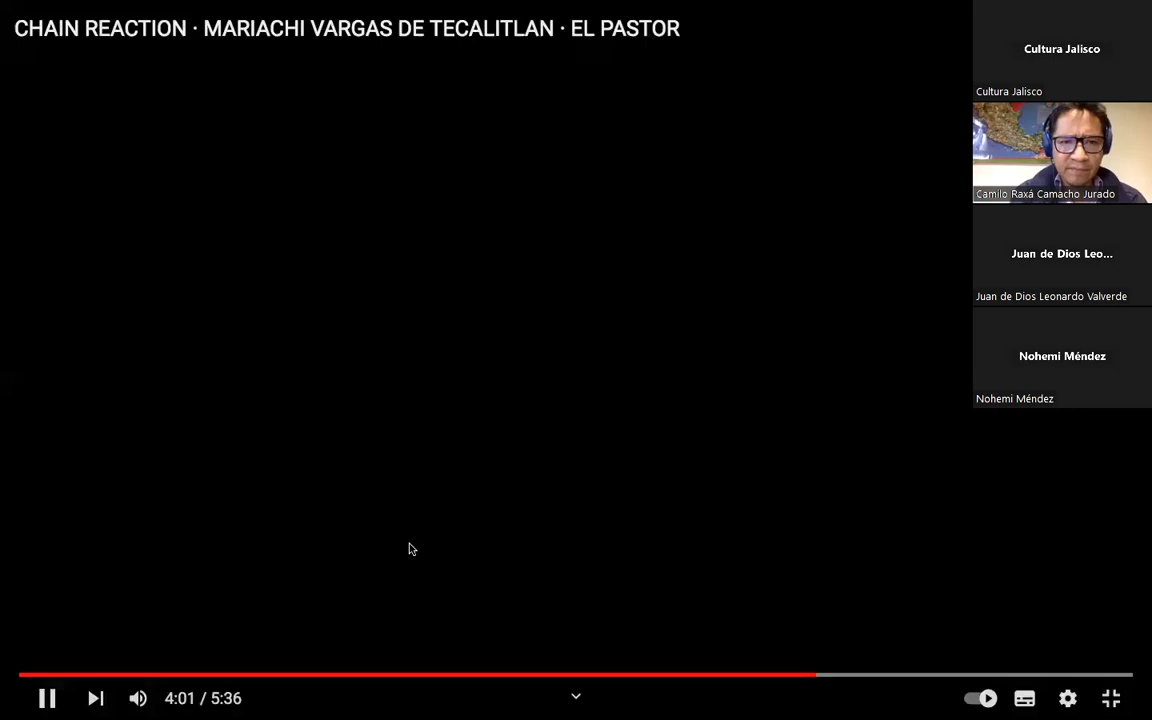 CHAIN REACTION · MARIACHI VARGAS DE TECALITLAN · EL PASTOR
Cultura Jalisco
Cultura Jalisco
Camilo Raxá Camacho Jurado
Juan de Dios Leo...
Juan de Dios Leonardo Valverde
Nohemi Méndez
Nohemi Méndez
4:01 / 5:36